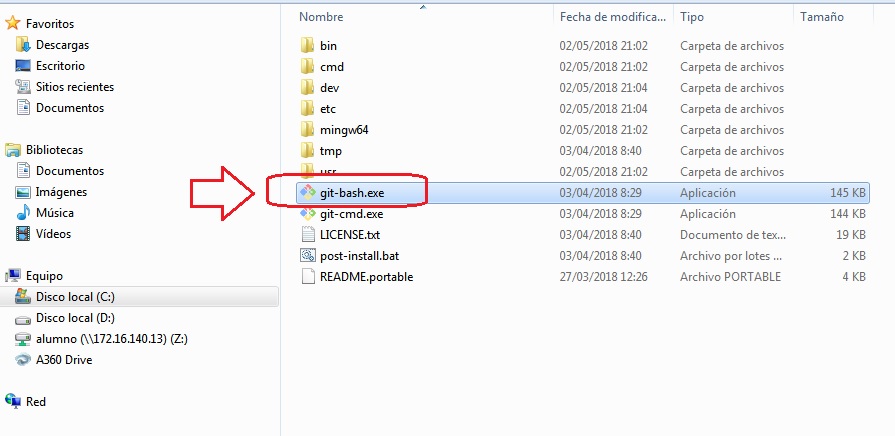 Nombre Fecha de modifica... Tipo Tamaño
Favoritos
Descargas
Escritorio
Sitios recientes
Documentos
Bibliotecas
Documentos
Imágenes
Música
Vídeos
Equipo
Disco local (C:)
Disco local (D:)
alumno (\\172.16.140.13) (Z:)
A360 Drive
Red
bin 02/05/2018 21:02 Carpeta de archivos
cmd 02/05/2018 21:02 Carpeta de archivos
dev 02/05/2018 21:04 Carpeta de archivos
etc 02/05/2018 21:04 Carpeta de archivos
mingw64 02/05/2018 21:02 Carpeta de archivos
tmp 03/04/2018 8:40 Carpeta de archivos
usr 02/05/2018 21:02 Carpeta de archivos
git-bash.exe 03/04/2018 8:29 Aplicación 145 KB
git-cmd.exe 03/04/2018 8:29 Aplicación 144 KB
LICENSE.txt 03/04/2018 8:40 Documento de tex... 19 KB
post-install.bat 03/04/2018 8:40 Archivo por lotes ... 2 KB
README.portable 27/03/2018 12:26 Archivo PORTABLE 4 KB